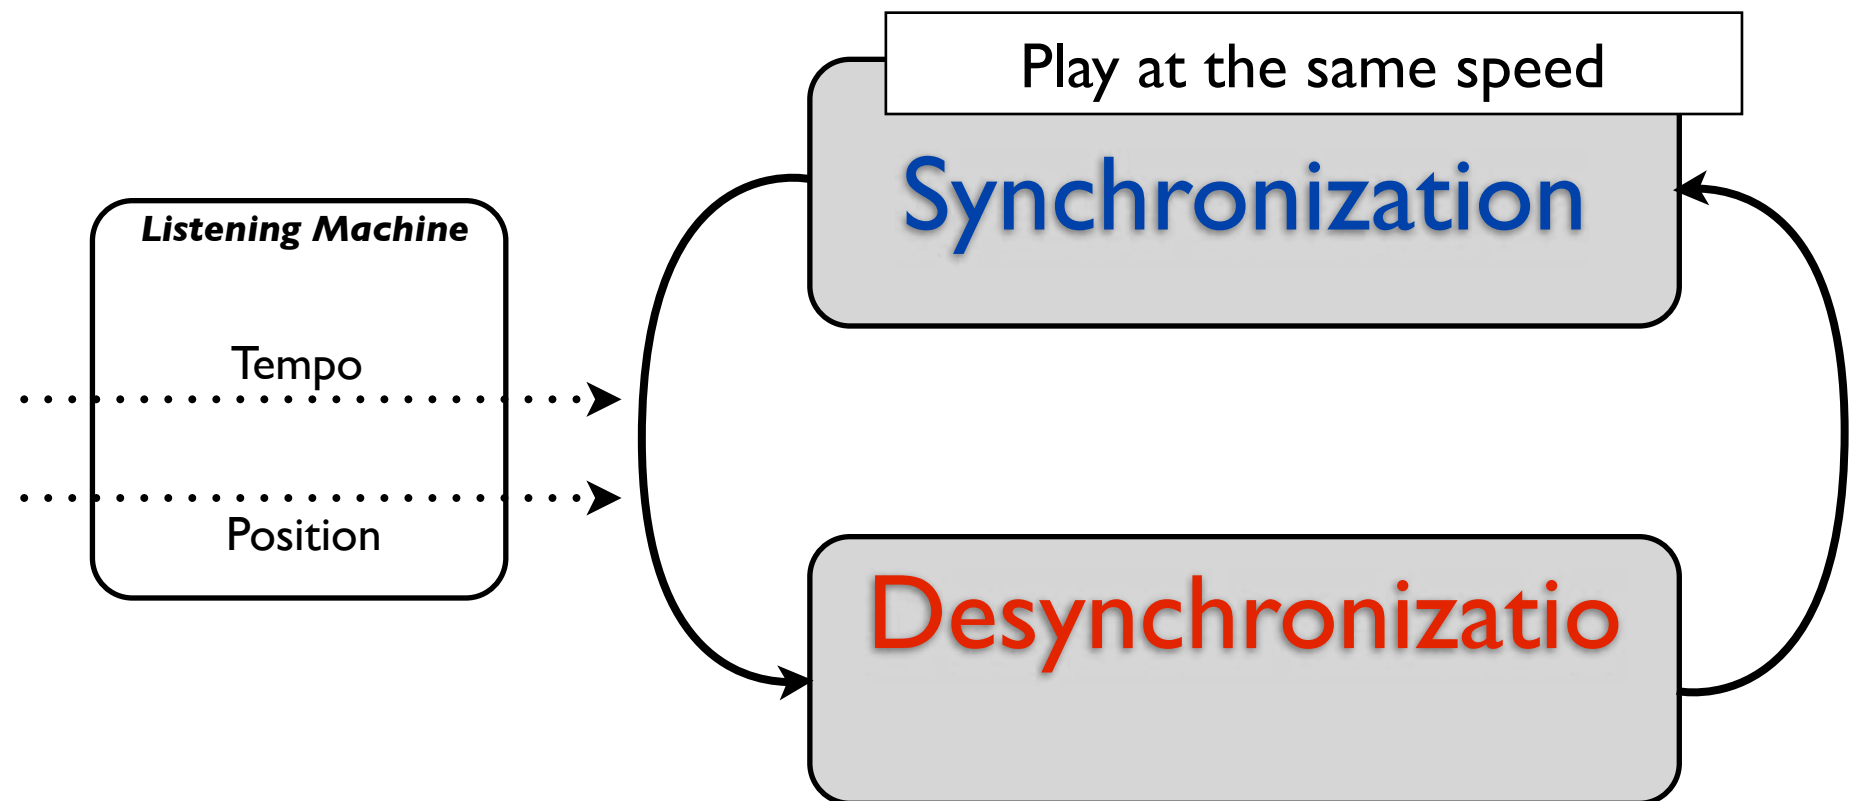 Play at the same speed
Synchronization
Listening Machine
Tempo
Position
Desynchronizatio